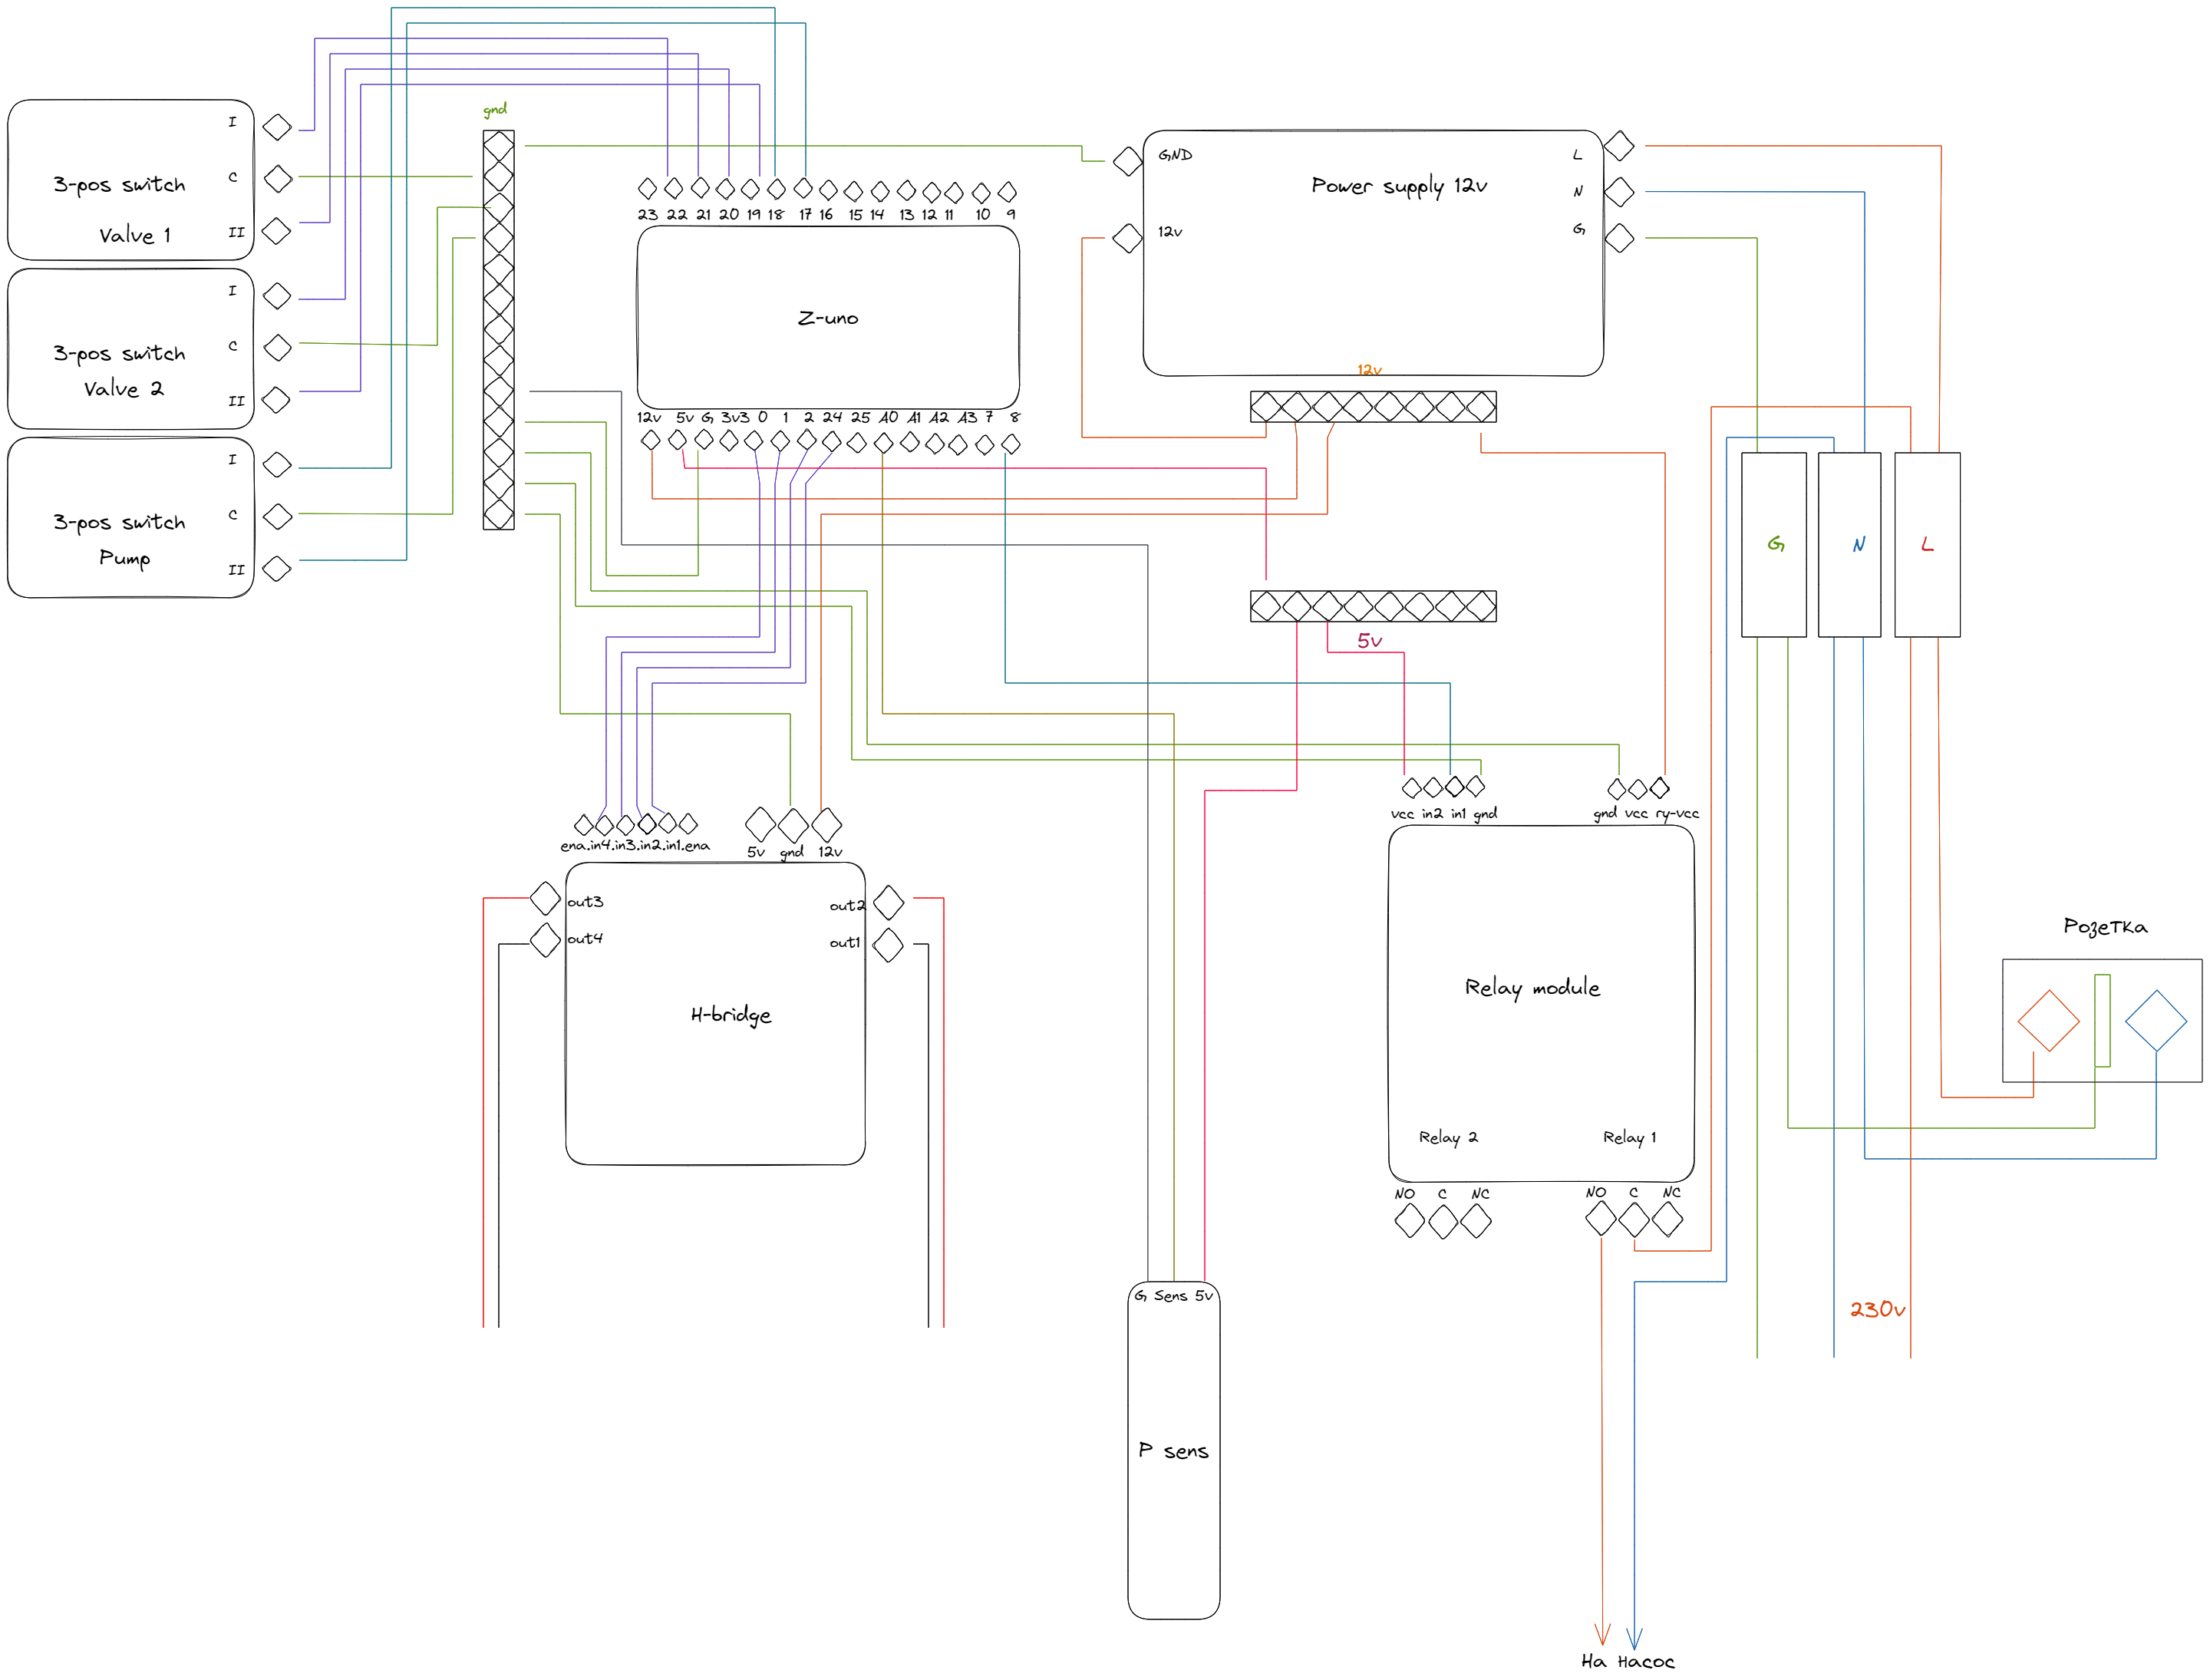 gnd
I
C
II
3-pos switch
Valve 1
I
C
II
3-pos switch
Valve 2
I
C
II
3-pos switch
Pump
23 22 21 20 19 18 17 16 15 14 13 12 11 10 9
Z-uno
12v 5v G 3v3 0 1 2 24 25 A0 A1 A2 A3 7 8
GND
12v
Power supply 12v
L
N
G
12v
5v
G
N
L
ena.in4.in3.in2.in1.ena
5v gnd 12v
out3
out4
out2
out1
H-bridge
vcc in2 in1 gnd
gnd vcc ry-vcc
Relay module
Relay 2
Relay 1
NO C NC
NO C NC
Розетка
230v
G Sens 5v
P sens
На насос